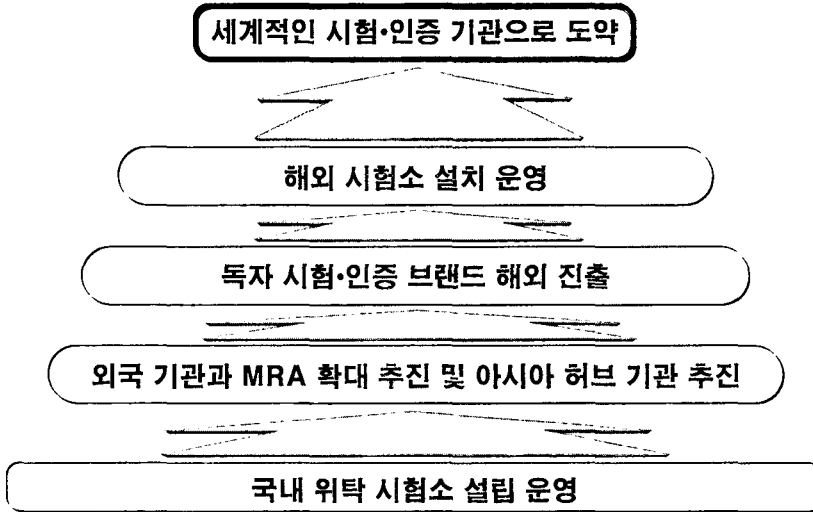 세계적인 시험•인증 기관으로 도약
해외 시험소 설치 운영
독자 시험•인증 브랜드 해외 진출
외국 기관과 MRA 확대 추진 및 아시아 허브 기관 추진
국내 위탁 시험소 설립 운영